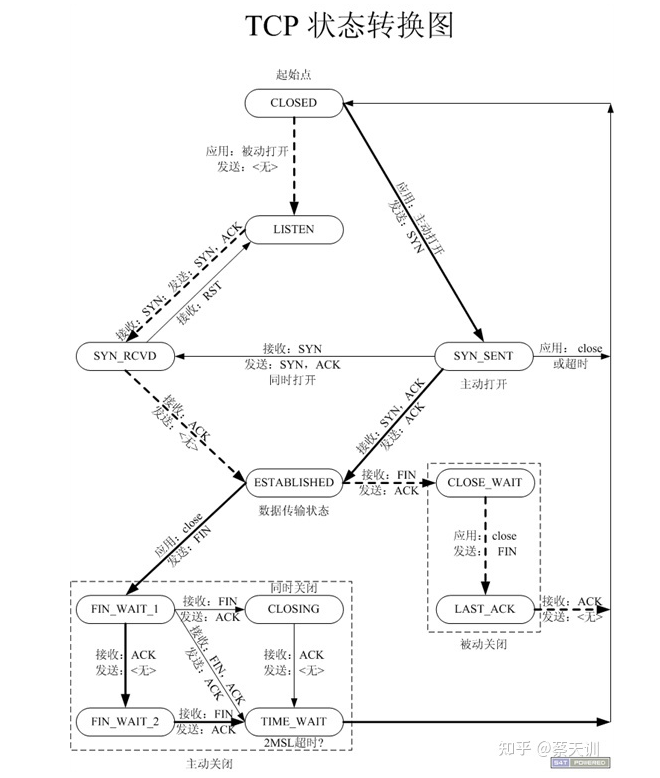 TCP 状态转换图
起始点
CLOSED
应用：被动打开
发送：<无>
应用：主动打开
发送：SYN
LISTEN
接收：SYN；发送：SYN，ACK
接收：RST
SYN_RCVD
接收：SYN
发送：SYN，ACK
同时打开
SYN_SENT
主动打开
应用：close
或超时
接收：ACK
发送：<无>
接收：SYN，ACK
发送：ACK
ESTABLISHED
数据传输状态
接收：FIN
发送：ACK
CLOSE_WAIT
应用：close
发送：FIN
应用：close
发送：FIN
同时关闭
FIN_WAIT_1
接收：FIN
发送：ACK
CLOSING
LAST_ACK
接收：ACK
发送：<无>
被动关闭
接收：ACK
发送：<无>
接收：FIN，ACK
发送：ACK
接收：ACK
发送：<无>
FIN_WAIT_2
接收：FIN
发送：ACK
TIME_WAIT
2MSL超时?
主动关闭
知乎 @蔡天训
SAT POWERED